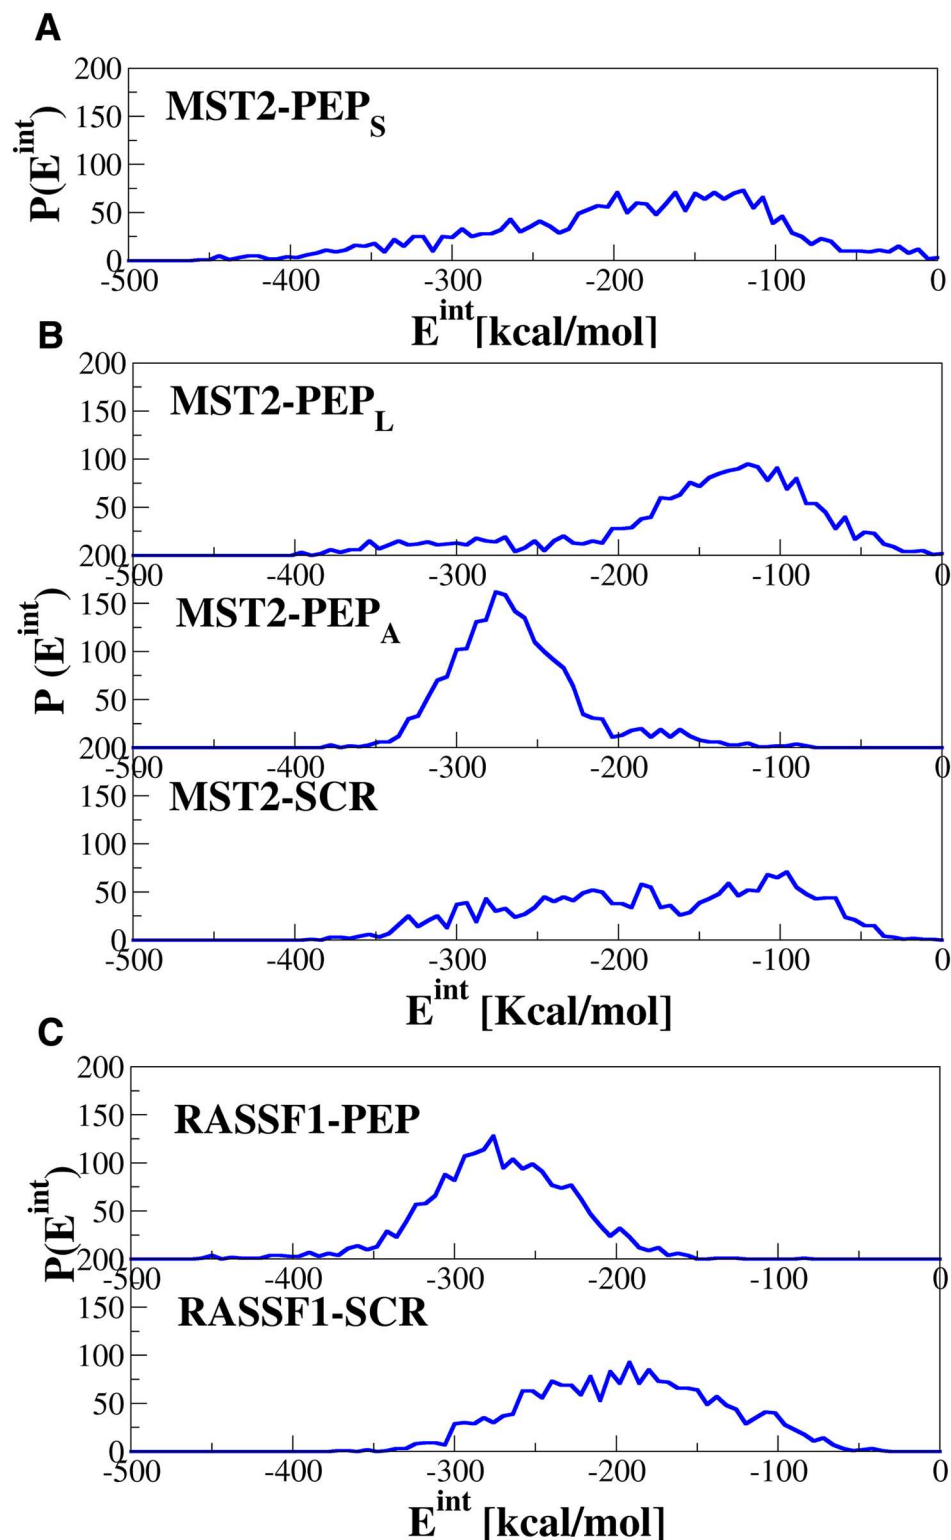 A
200
150
100
50
0
P(E^int)
MST2-PEP_S
-500 -400 -300 -200 -100 0
E^int[kcal/mol]
B
200
150
100
50
MST2-PEP_L
200
-500 -400 -300 -200 -100 0
150
100
50
P (E^int)
MST2-PEP_A
200
-500 -400 -300 -200 -100 0
150
100
50
0
MST2-SCR
-500 -400 -300 -200 -100 0
E^int [Kcal/mol]
C
200
150
100
50
P(E^int)
RASSF1-PEP
200
-500 -400 -300 -200 -100 0
150
100
50
0
RASSF1-SCR
-500 -400 -300 -200 -100 0
E^int [kcal/mol]